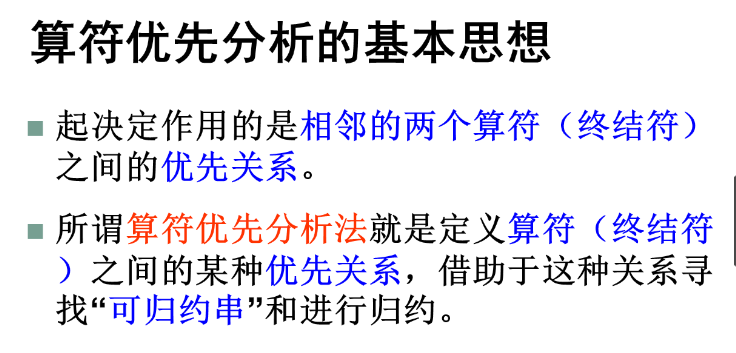 算符优先分析的基本思想
起决定作用的是相邻的两个算符（终结符）
之间的优先关系。
所谓算符优先分析法就是定义算符（终结符
）之间的某种优先关系，借助于这种关系寻
找“可归约串”和进行归约。